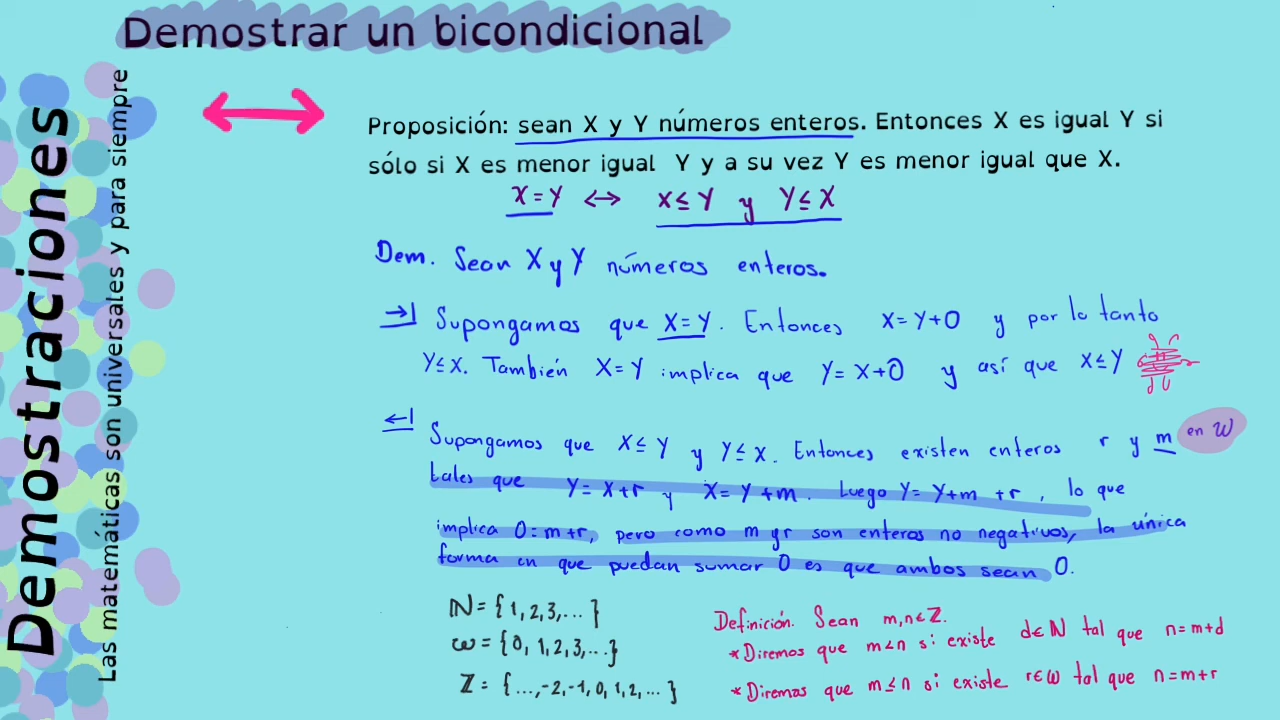 Demostrar un bicondicional
Demostraciones
Las matemáticas son universales y para siempre
Proposición: sean X y Y números enteros. Entonces X es igual Y si
sólo si X es menor igual Y y a su vez Y es menor igual que X.
X=Y ↔ X≤Y y Y≤X
Dem. Sean X y Y números enteros.
→| Supongamos que X=Y. Entonces X=Y+0 y por lo tanto
Y≤X. También X=Y implica que Y=X+0 y así que X≤Y
←| Supongamos que X≤Y y Y≤X. Entonces existen enteros r y m en ω
tales que Y=X+r y X=Y+m. Luego Y=Y+m+r, lo que
implica 0=m+r, pero como m y r son enteros no negativos, la única
forma en que puedan sumar 0 es que ambos sean 0.
ℕ={1,2,3,...}
ω={0,1,2,3,...}
ℤ={...,-2,-1,0,1,2,...}
Definición. Sean m,n∈ℤ.
*Diremos que m<n si existe d∈ℕ tal que n=m+d
*Diremos que m≤n si existe r∈ω tal que n=m+r